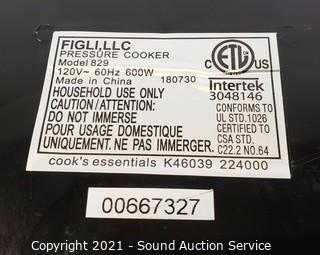 FIGLI,LLC
PRESSURE COOKER
Model 829
120V~ 60Hz 600W
Made in China 180730
HOUSEHOLD USE ONLY
CAUTION/ATTENTION:
DO NOT IMMERSE
POUR USAGE DOMESTIQUE
UNIQUEMENT. NE PAS IMMERGER.
C ETL US
Intertek
3048146
CONFORMS TO
UL STD.1026
CERTIFIED TO
CSA STD.
C22.2 NO.64
cook's essentials K46039 224000
00667327
Copyright 2021 - Sound Auction Service